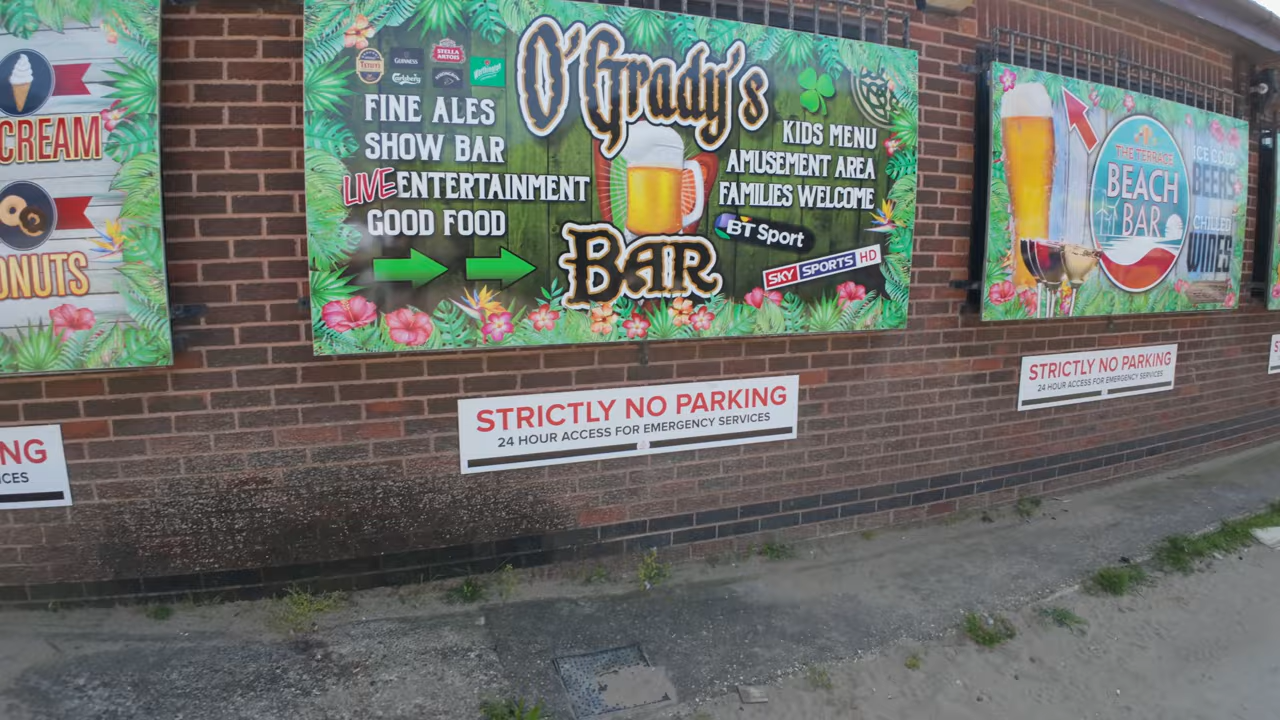 CREAM
ONUTS
NG
ICES
TETLEY'S
GUINNESS
STELLA
ARTOIS
Carlsberg
O'Grady's
BAR
FINE ALES
SHOW BAR
LIVE ENTERTAINMENT
GOOD FOOD
KIDS MENU
AMUSEMENT AREA
FAMILIES WELCOME
BT Sport
SKY SPORTS HD
STRICTLY NO PARKING
24 HOUR ACCESS FOR EMERGENCY SERVICES
THE TERRACE
BEACH
BAR
ICE COLD
BEERS
CHILLED
WINES
STRICTLY NO PARKING
24 HOUR ACCESS FOR EMERGENCY SERVICES
S